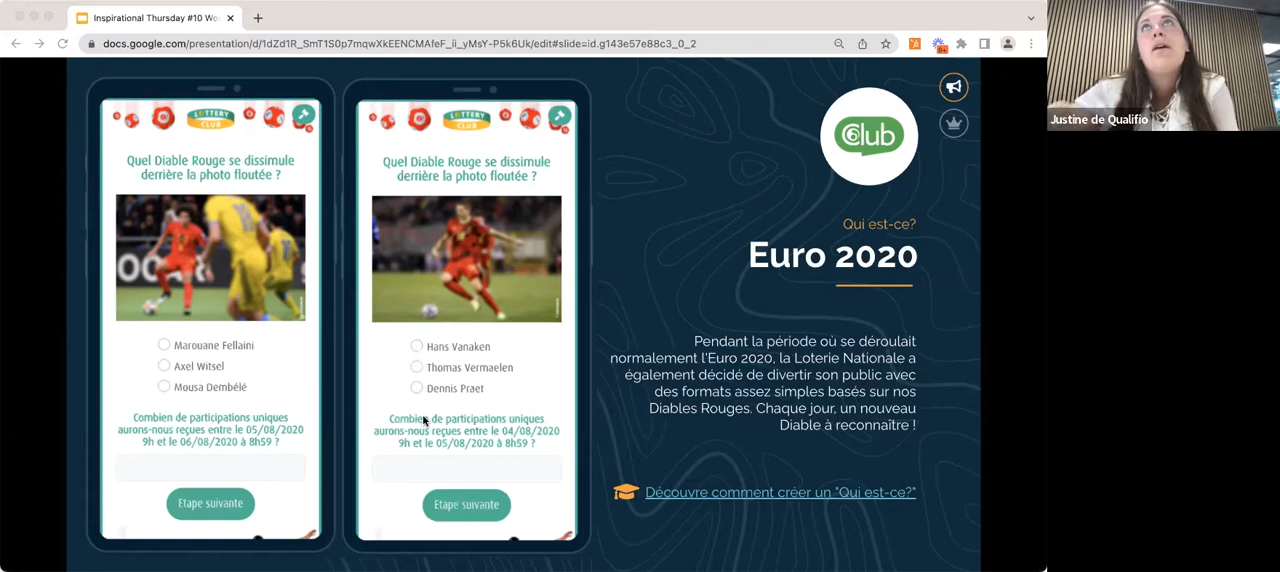 Inspirational Thursday #10 Wo
docs.google.com/presentation/d/1dZd1R_SmT1S0p7mqwXkEENCMAfeF_ii_yMsY-P5k6Uk/edit#slide=id.g143e57e88c3_0_2
9+
Justine de Qualifio
LOTTERY
CLUB
Quel Diable Rouge se dissimule
derrière la photo floutée ?
Marouane Fellaini
Axel Witsel
Mousa Dembélé
Combien de participations uniques
aurons-nous reçues entre le 05/08/2020
9h et le 06/08/2020 à 8h59 ?
Etape suivante
LOTTERY
CLUB
Quel Diable Rouge se dissimule
derrière la photo floutée ?
Hans Vanaken
Thomas Vermaelen
Dennis Praet
Combien de participations uniques
aurons-nous reçues entre le 04/08/2020
9h et le 05/08/2020 à 8h59 ?
Etape suivante
Club
Qui est-ce?
Euro 2020
Pendant la période où se déroulait
normalement l'Euro 2020, la Loterie Nationale a
également décidé de divertir son public avec
des formats assez simples basés sur nos
Diables Rouges. Chaque jour, un nouveau
Diable à reconnaître !
Découvre comment créer un "Qui est-ce?"